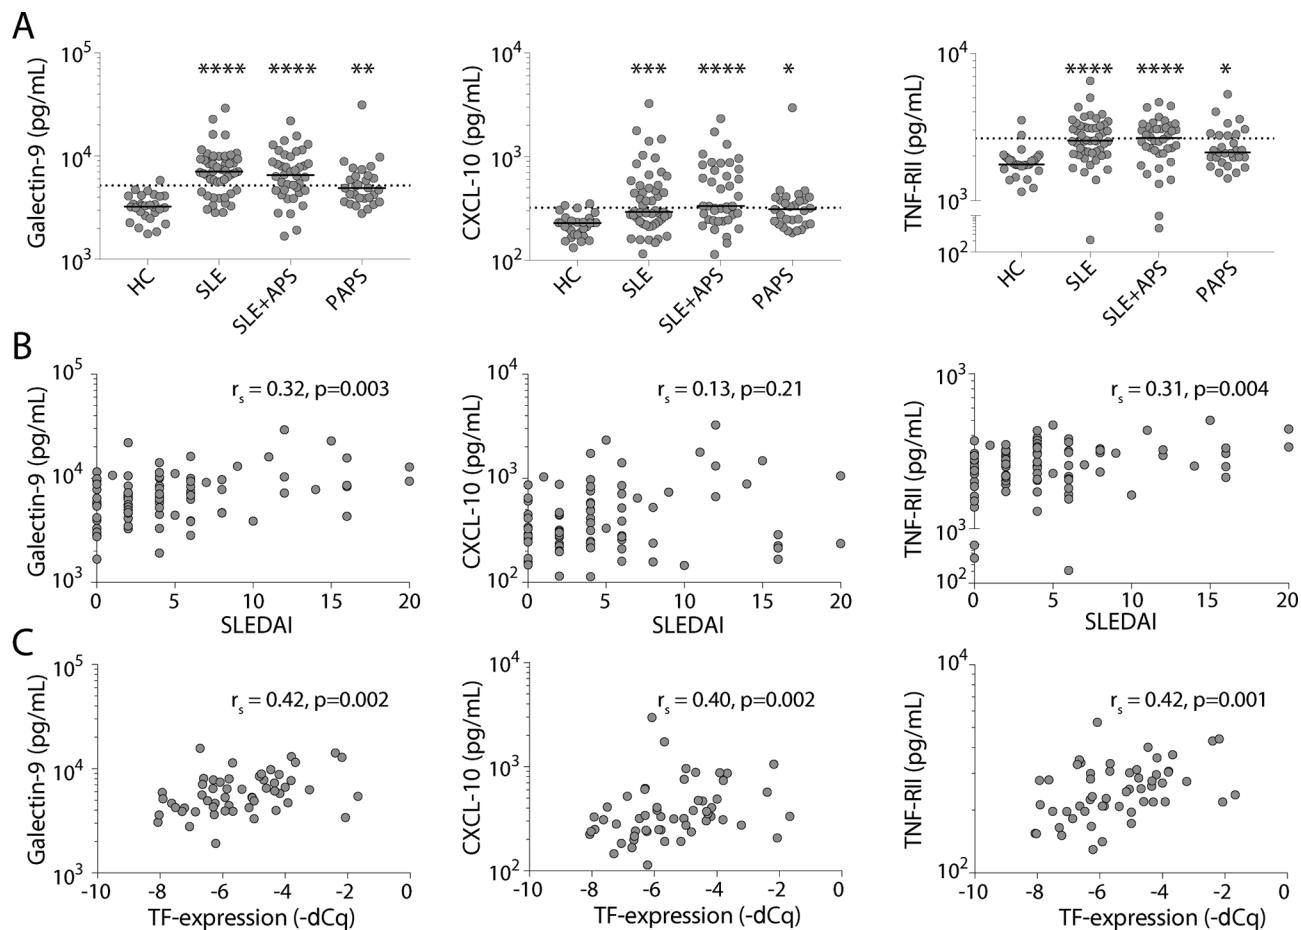 A
Galectin-9 (pg/mL)
10^5
10^4
10^3
**** **** **
HC SLE SLE+APS PAPS
CXCL-10 (pg/mL)
10^4
10^3
10^2
*** **** *
HC SLE SLE+APS PAPS
TNF-RII (pg/mL)
10^4
10^3
10^2
**** **** *
HC SLE SLE+APS PAPS
B
Galectin-9 (pg/mL)
10^5
10^4
10^3
r_s = 0.32, p=0.003
0 5 10 15 20
SLEDAI
CXCL-10 (pg/mL)
10^4
10^3
10^2
r_s = 0.13, p=0.21
0 5 10 15 20
SLEDAI
TNF-RII (pg/mL)
10^3
10^3
10^2
r_s = 0.31, p=0.004
0 5 10 15 20
SLEDAI
C
Galectin-9 (pg/mL)
10^5
10^4
10^3
r_s = 0.42, p=0.002
-10 -8 -6 -4 -2 0
TF-expression (-dCq)
CXCL-10 (pg/mL)
10^4
10^3
10^2
r_s = 0.40, p=0.002
-8 -6 -4 -2 0
TF-expression (-dCq)
TNF-RII (pg/mL)
10^4
10^2
r_s = 0.42, p=0.001
-10 -8 -6 -4 -2 0
TF-expression (-dCq)